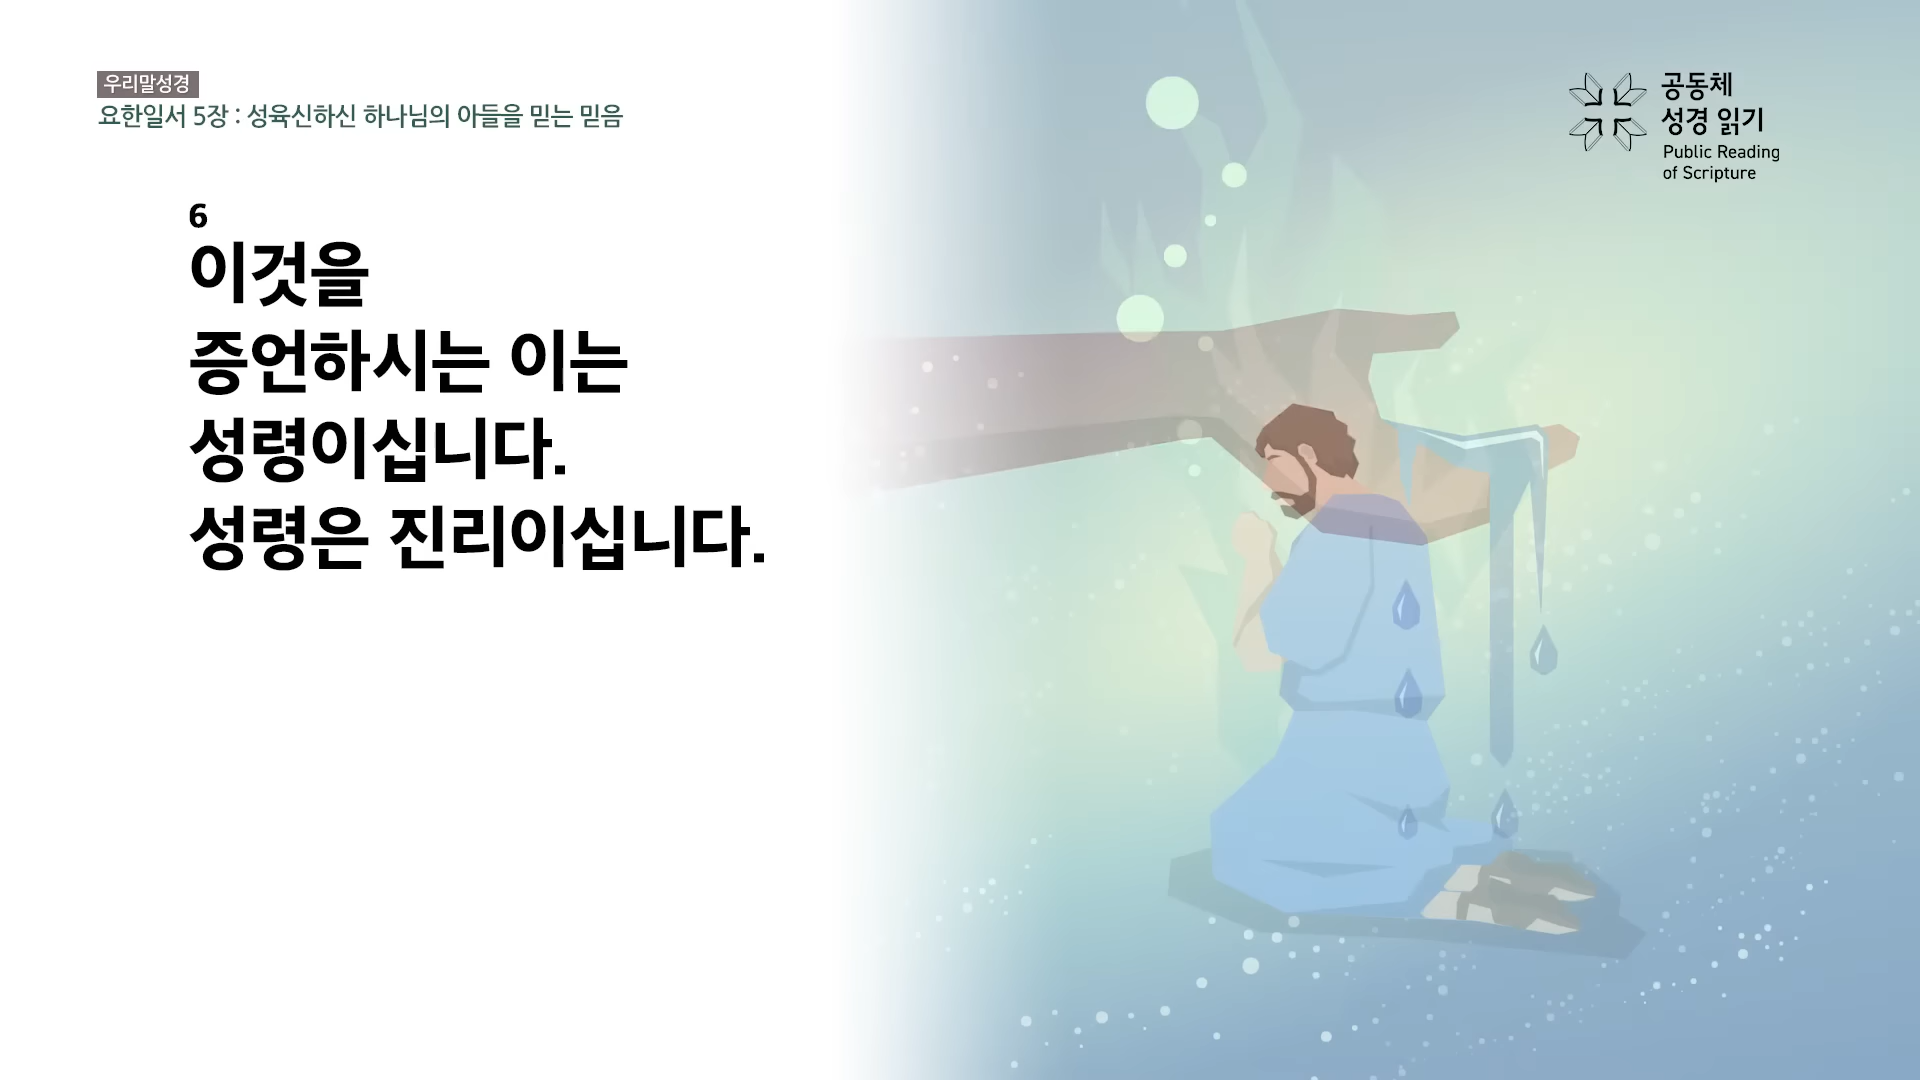 우리말성경
요한일서 5장 : 성육신하신 하나님의 아들을 믿는 믿음
공동체
성경 읽기
Public Reading
of Scripture
6
이것을
증언하시는 이는
성령이십니다.
성령은 진리이십니다.